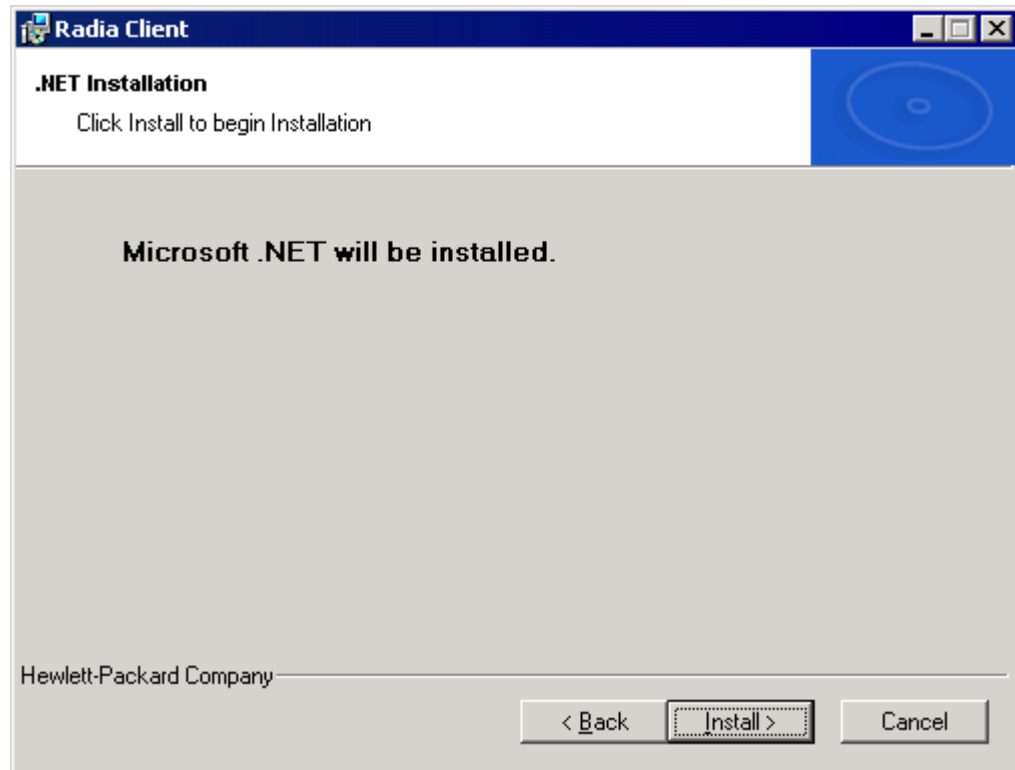 Radia Client
.NET Installation
Click Install to begin Installation
Microsoft .NET will be installed.
Hewlett-Packard Company
< Back Install > Cancel